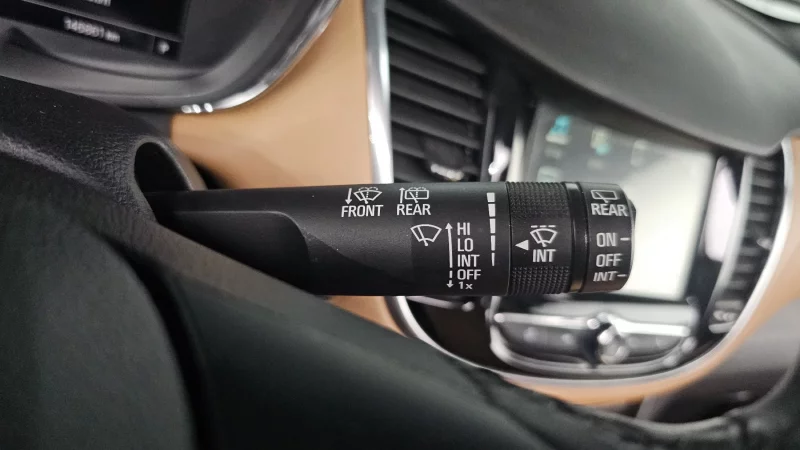 FRONT REAR
HI
LO
INT
OFF
1x
INT
REAR
ON
OFF
INT